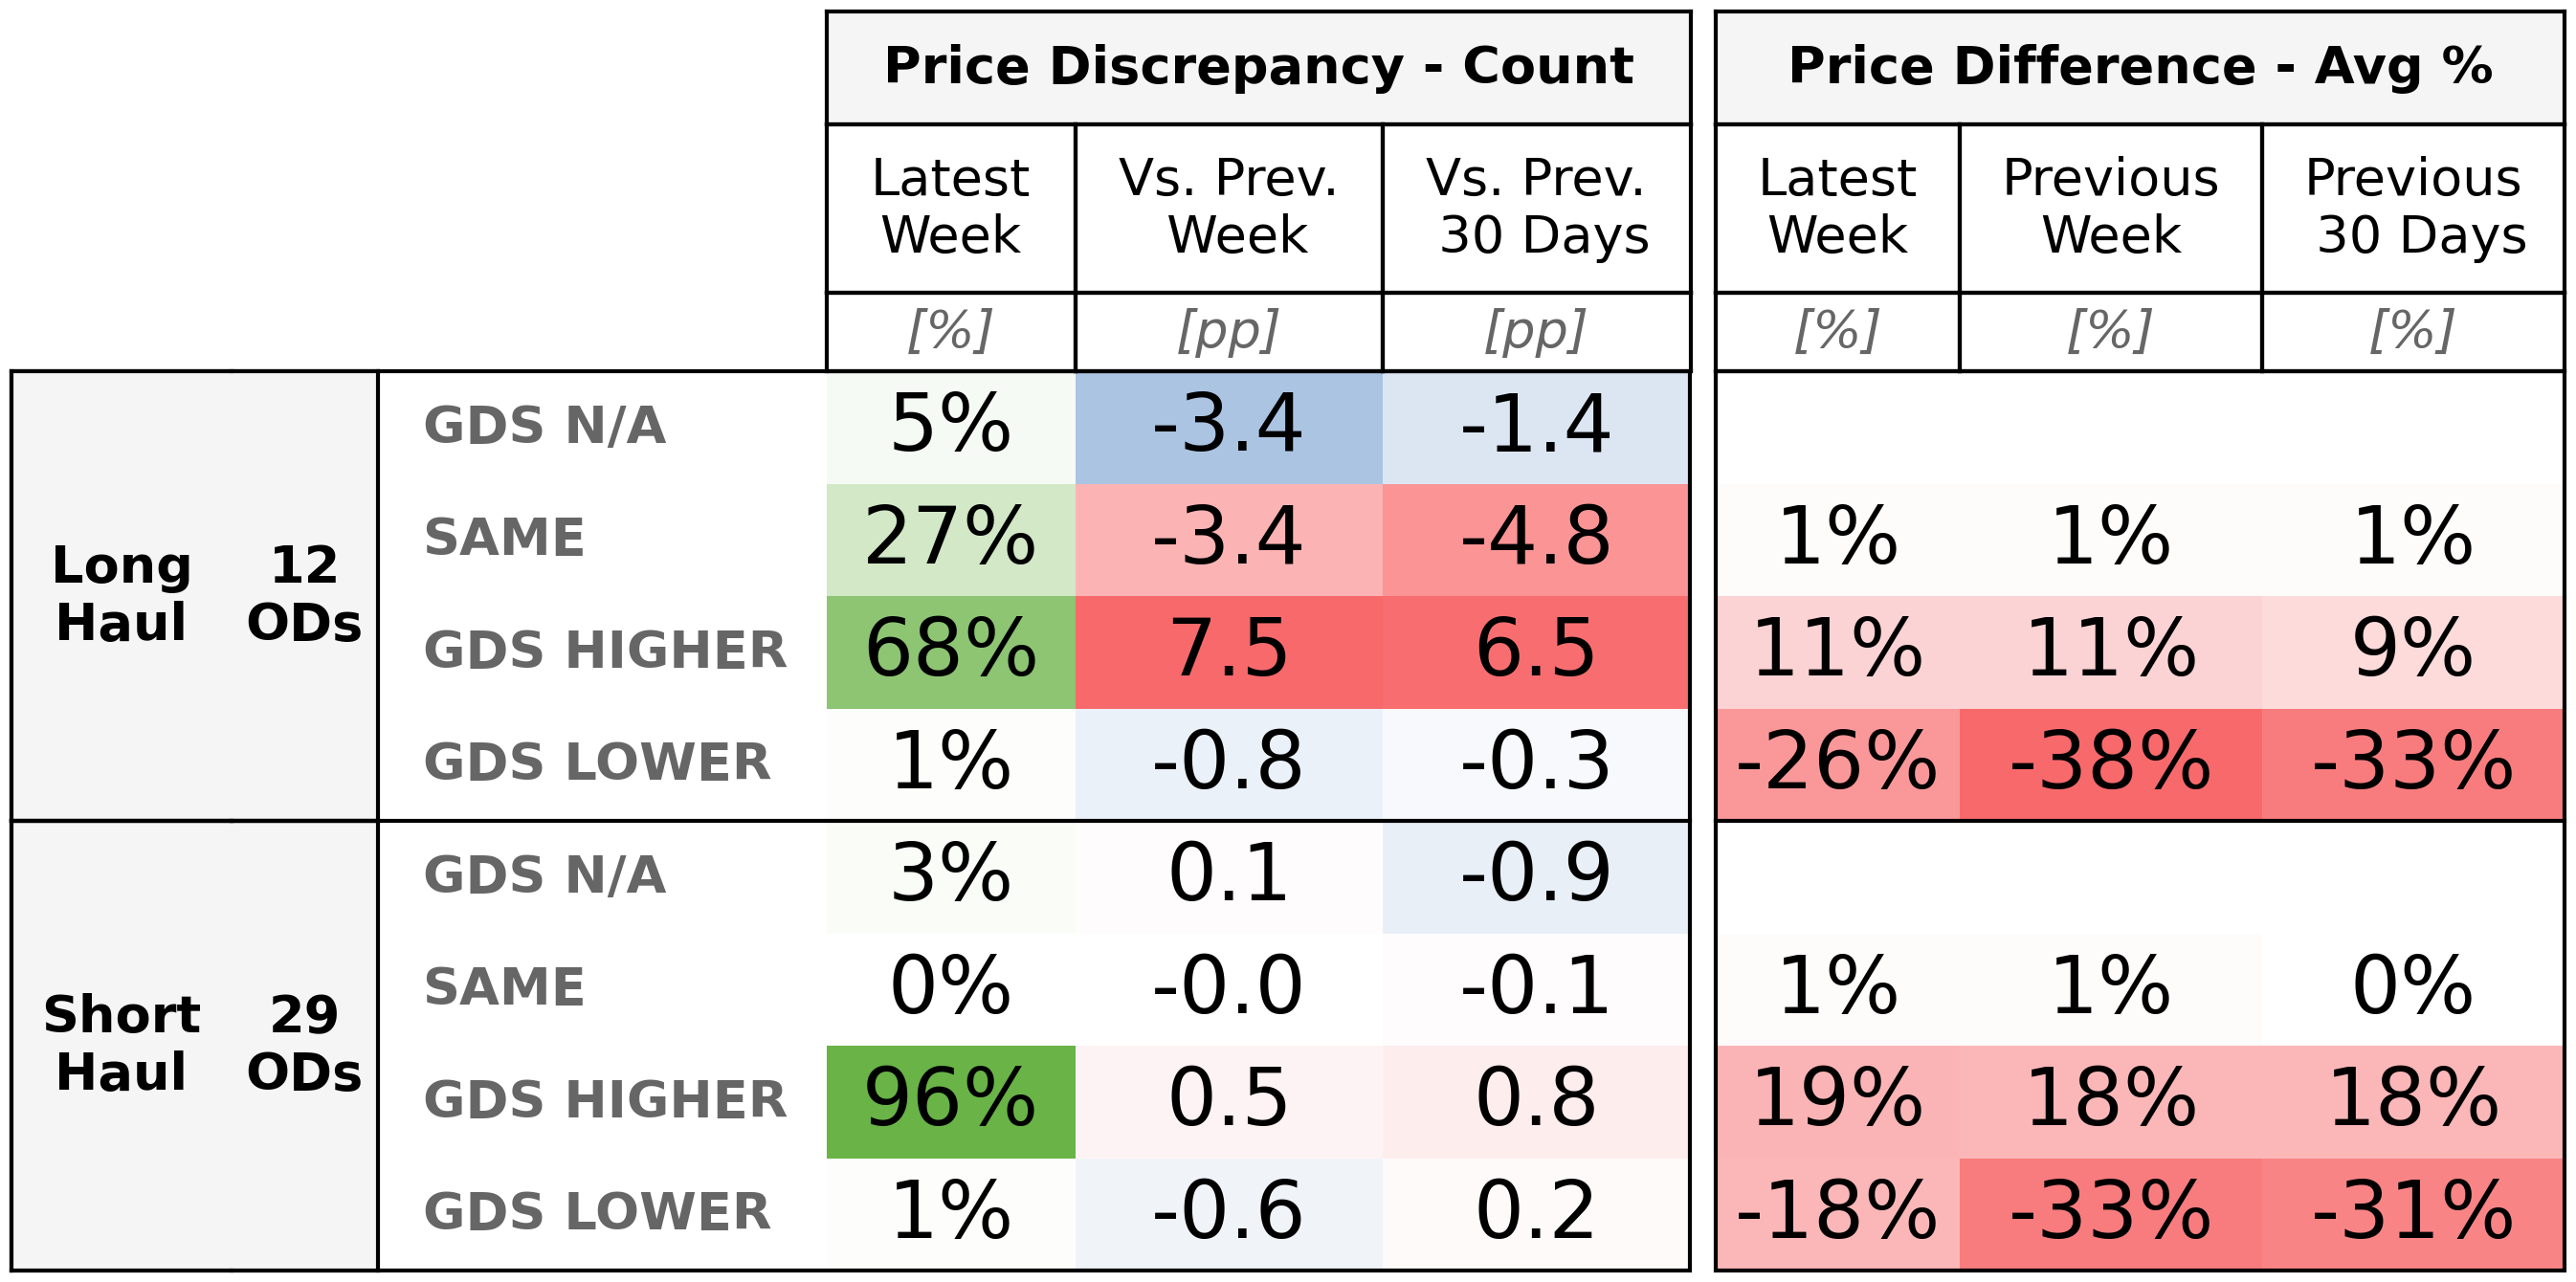 Price Discrepancy - Count Price Difference - Avg %
Latest Week Vs. Prev. Week Vs. Prev. 30 Days Latest Week Previous Week Previous 30 Days
[%] [pp] [pp] [%] [%] [%]
Long Haul 12 ODs
GDS N/A 5% -3.4 -1.4
SAME 27% -3.4 -4.8 1% 1% 1%
GDS HIGHER 68% 7.5 6.5 11% 11% 9%
GDS LOWER 1% -0.8 -0.3 -26% -38% -33%
Short Haul 29 ODs
GDS N/A 3% 0.1 -0.9
SAME 0% -0.0 -0.1 1% 1% 0%
GDS HIGHER 96% 0.5 0.8 19% 18% 18%
GDS LOWER 1% -0.6 0.2 -18% -33% -31%